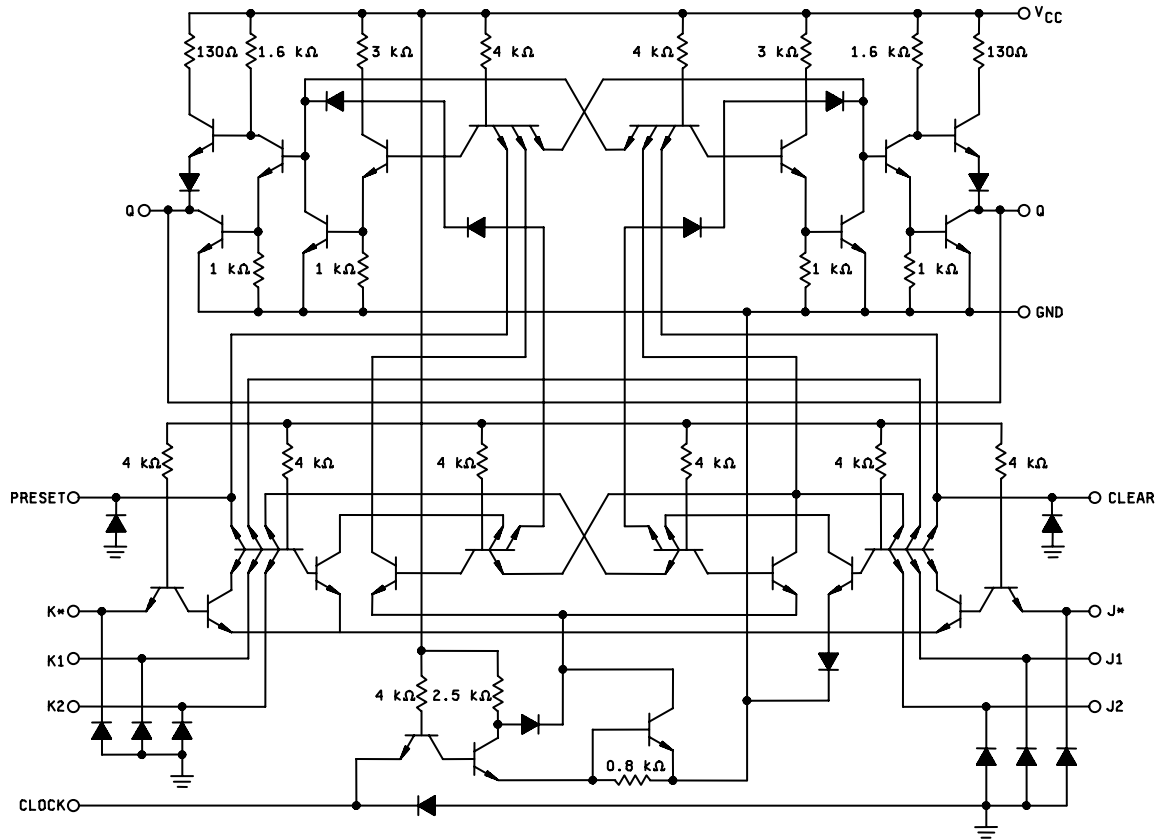 VCC
130Ω 1.6 kΩ 3 kΩ 4 kΩ 4 kΩ 3 kΩ 1.6 kΩ 130Ω
Q Q
1 kΩ 1 kΩ 1 kΩ 1 kΩ
GND
4 kΩ 4 kΩ 4 kΩ 4 kΩ 4 kΩ 4 kΩ
PRESET CLEAR
K* J*
K1 J1
4 kΩ 2.5 kΩ
K2 J2
0.8 kΩ
CLOCK